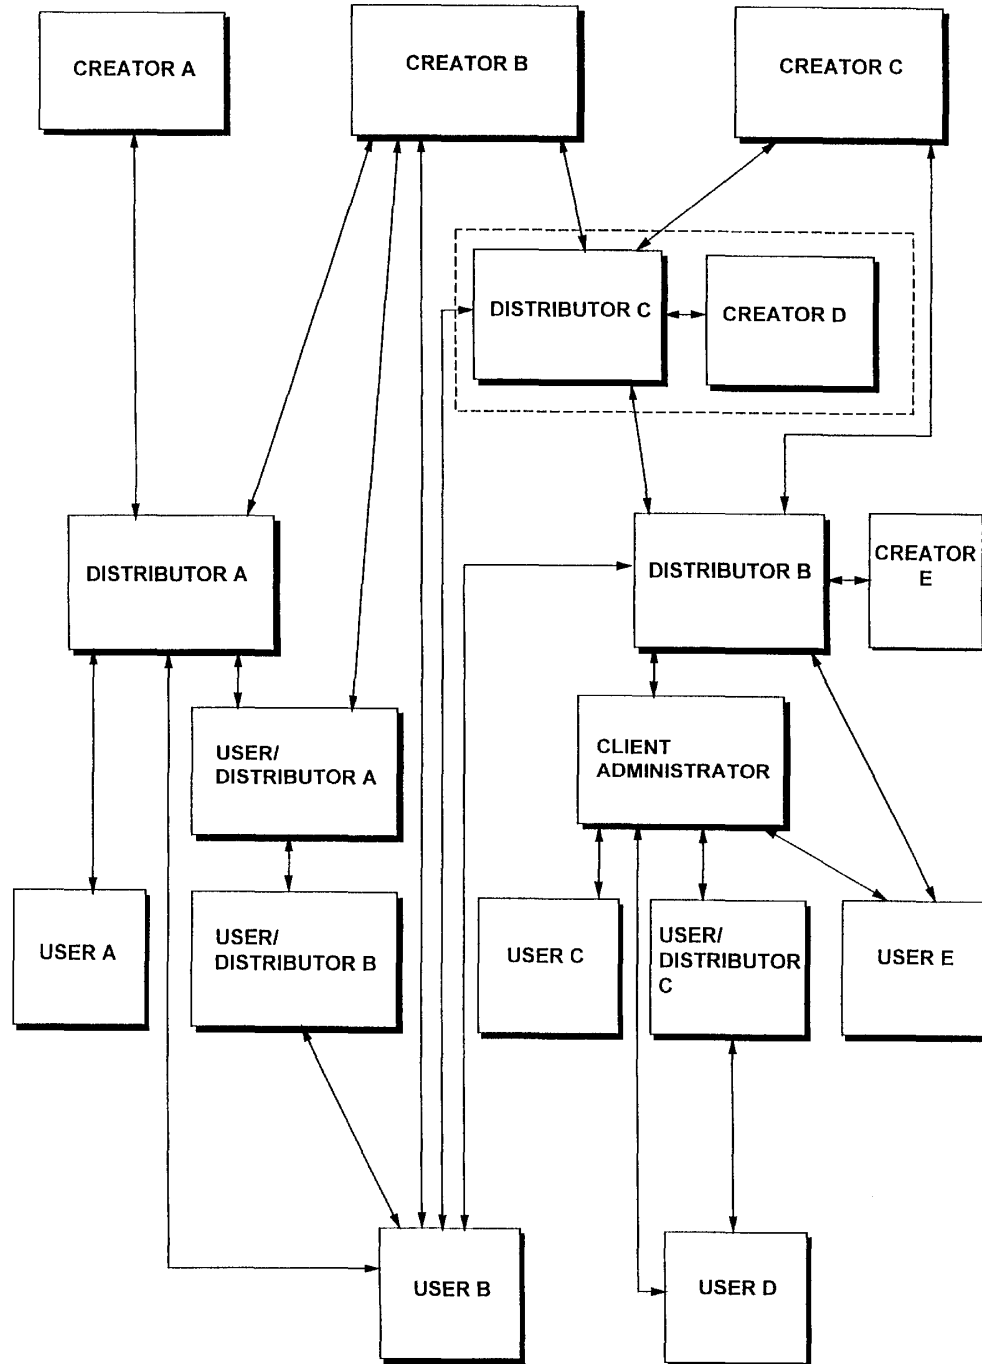 CREATOR A
CREATOR B
CREATOR C
DISTRIBUTOR C
CREATOR D
DISTRIBUTOR A
DISTRIBUTOR B
CREATOR
E
USER/
DISTRIBUTOR A
CLIENT
ADMINISTRATOR
USER A
USER/
DISTRIBUTOR B
USER C
USER/
DISTRIBUTOR
C
USER E
USER B
USER D